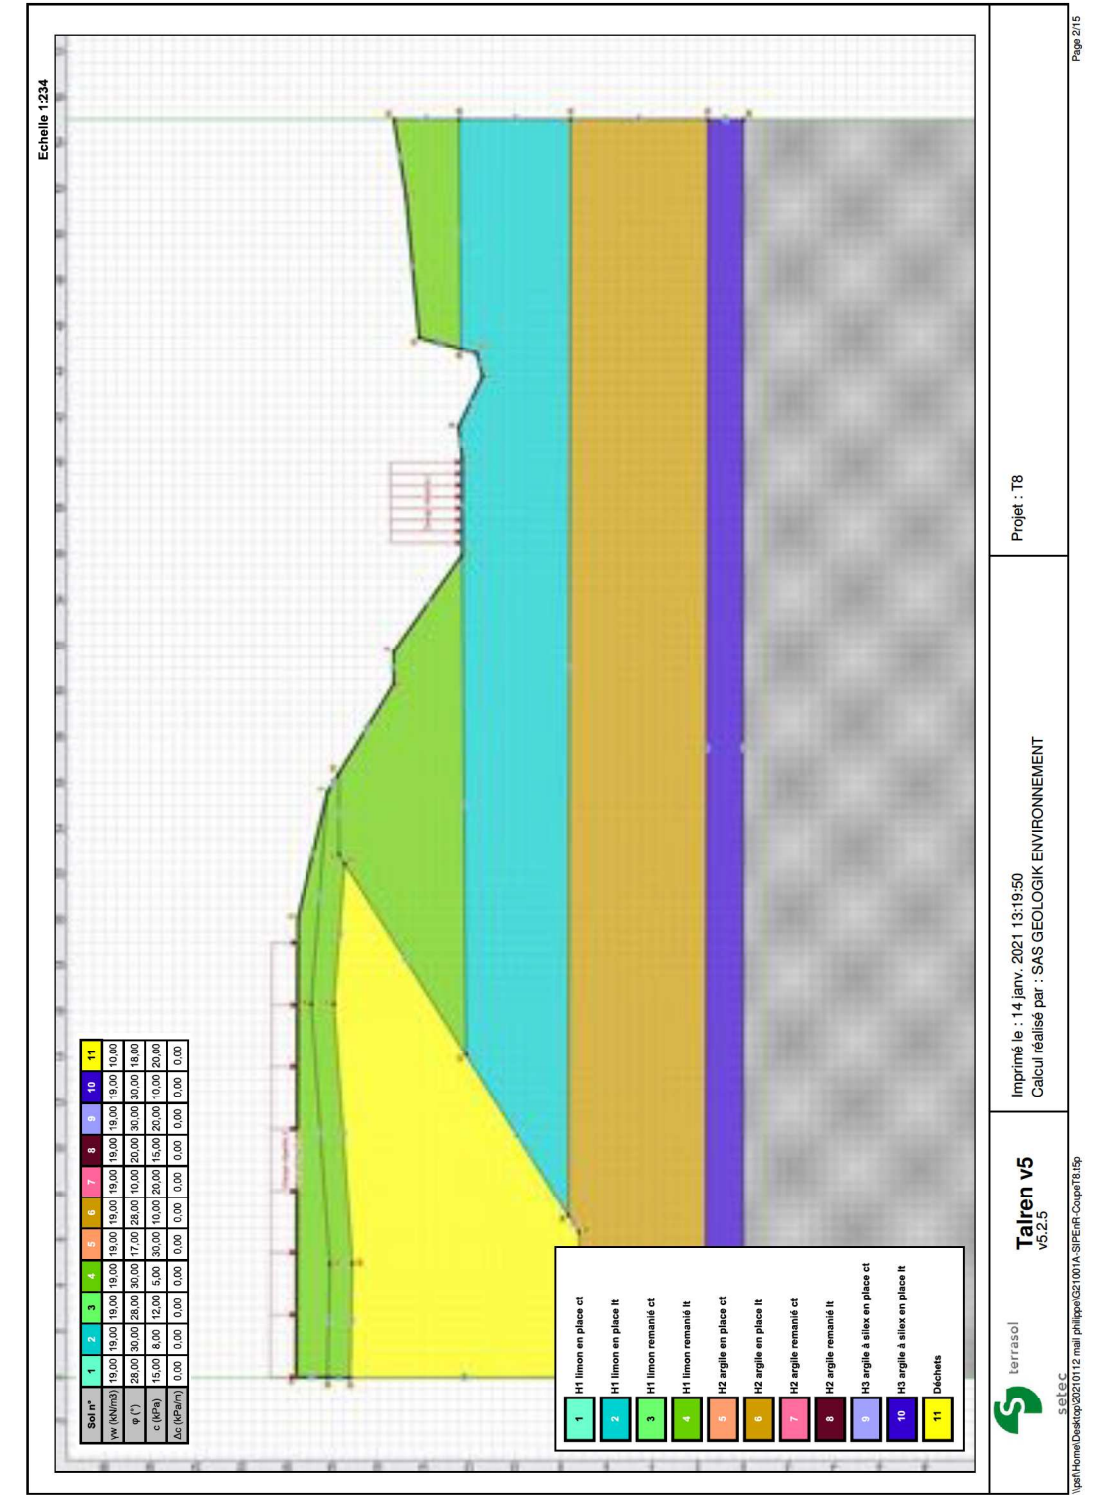 Echelle 1:234
Sol n° 1 2 3 4 5 6 7 8 9 10 11
γw (kN/m3) 19,00 19,00 19,00 19,00 19,00 19,00 19,00 19,00 19,00 19,00 10,00
φ (°) 28,00 30,00 28,00 30,00 17,00 28,00 10,00 20,00 30,00 30,00 18,00
c (kPa) 15,00 8,00 12,00 5,00 30,00 10,00 20,00 15,00 20,00 10,00 20,00
Δc (kPa/m) 0,00 0,00 0,00 0,00 0,00 0,00 0,00 0,00 0,00 0,00 0,00
1 H1 limon en place ct
2 H1 limon en place lt
3 H1 limon remanié ct
4 H1 limon remanié lt
5 H2 argile en place ct
6 H2 argile en place lt
7 H2 argile remanié ct
8 H2 argile remanié lt
9 H3 argile à silex en place ct
10 H3 argile à silex en place lt
11 Déchets
terrasol
setec
Talren v5
v5.2.5
Imprimé le : 14 janv. 2021 13:19:50
Calcul réalisé par : SAS GEOLOGIK ENVIRONNEMENT
Projet : T8
\\psf\Home\Desktop\20210112 mail philippe\G21001A-SIPEnR-CoupeT8.t5p
Page 2/15